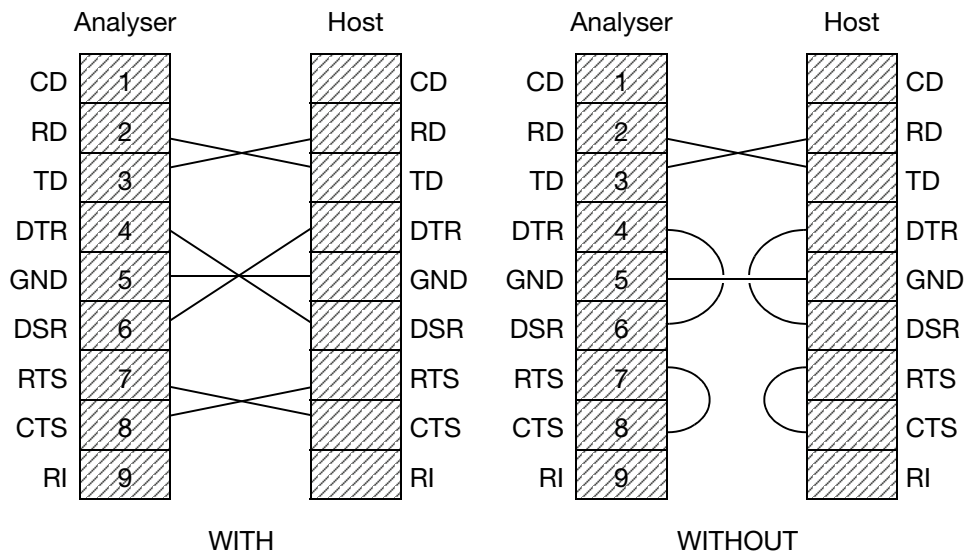 Analyser Host Analyser Host
CD 1 CD CD 1 CD
RD 2 RD RD 2 RD
TD 3 TD TD 3 TD
DTR 4 DTR DTR 4 DTR
GND 5 GND GND 5 GND
DSR 6 DSR DSR 6 DSR
RTS 7 RTS RTS 7 RTS
CTS 8 CTS CTS 8 CTS
RI 9 RI RI 9 RI
WITH WITHOUT